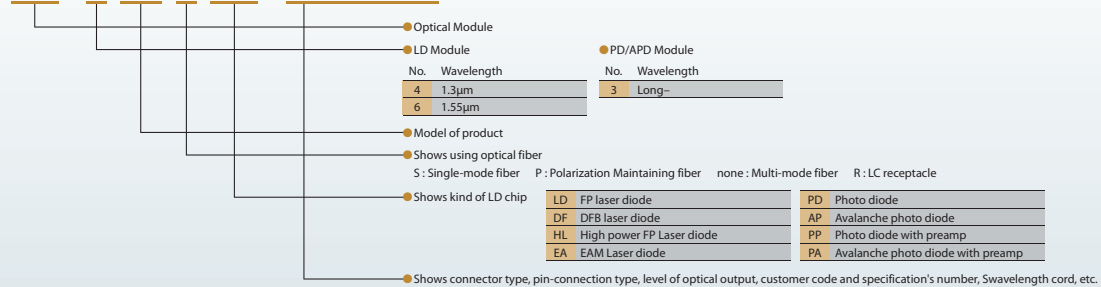 Optical Module
LD Module
No. Wavelength
4 1.3µm
6 1.55µm
PD/APD Module
No. Wavelength
3 Long–
Model of product
Shows using optical fiber
S : Single-mode fiber P : Polarization Maintaining fiber none : Multi-mode fiber R : LC receptacle
Shows kind of LD chip
LD FP laser diode
DF DFB laser diode
HL High power FP Laser diode
EA EAM Laser diode
PD Photo diode
AP Avalanche photo diode
PP Photo diode with preamp
PA Avalanche photo diode with preamp
Shows connector type, pin-connection type, level of optical output, customer code and specification's number, Swavelength cord, etc.